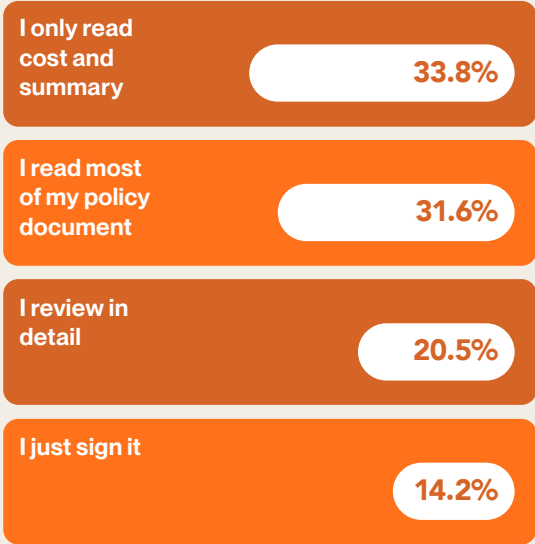 I only read
cost and
summary
33.8%
I read most
of my policy
document
31.6%
I review in
detail
20.5%
I just sign it
14.2%